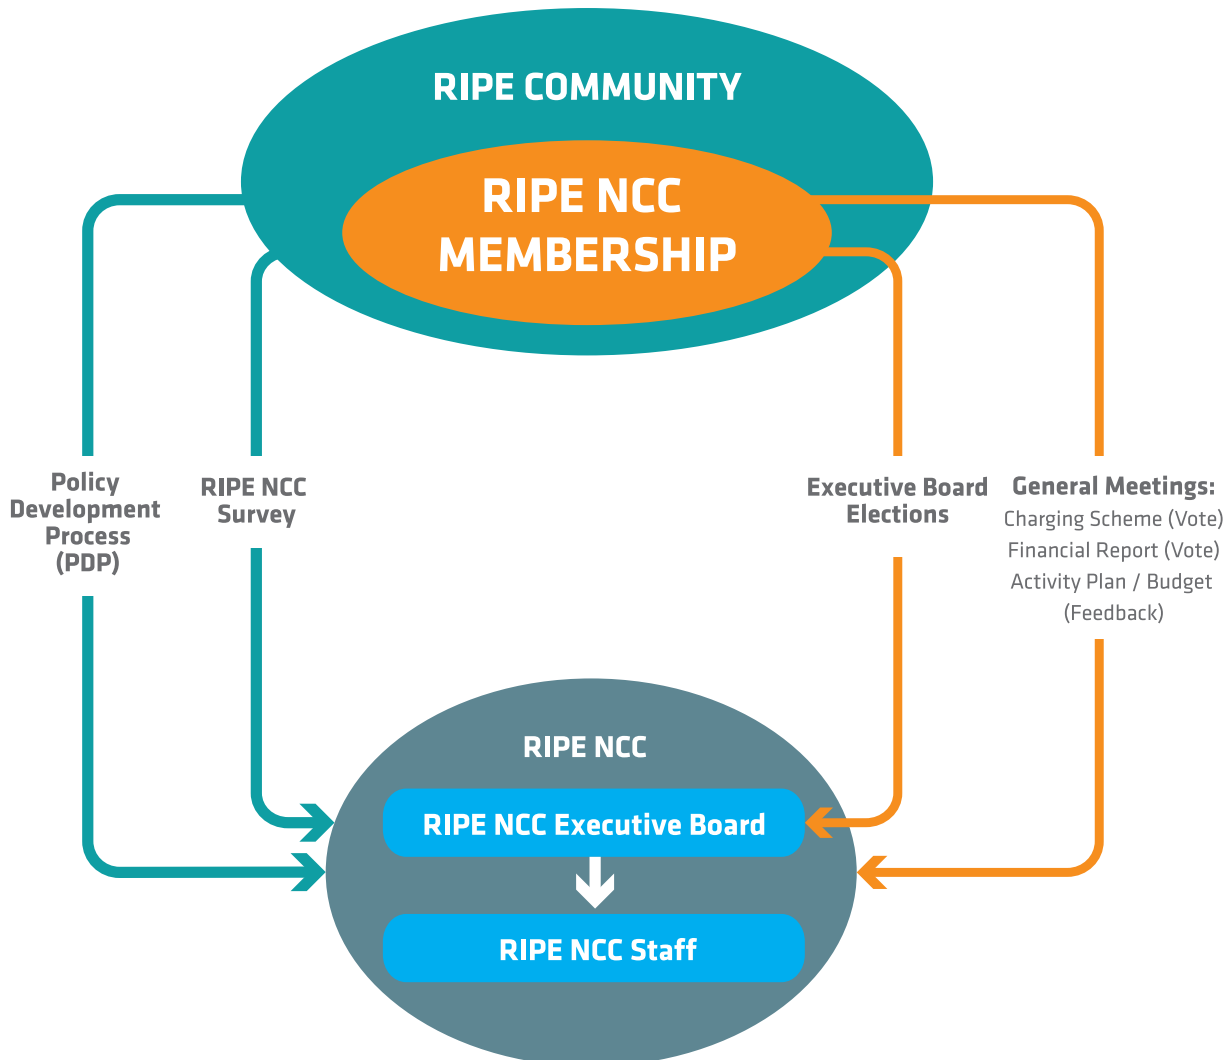 RIPE COMMUNITY
RIPE NCC
MEMBERSHIP
Policy
Development
Process
(PDP)
RIPE NCC
Survey
Executive Board
Elections
General Meetings:
Charging Scheme (Vote)
Financial Report (Vote)
Activity Plan / Budget
(Feedback)
RIPE NCC
RIPE NCC Executive Board
RIPE NCC Staff